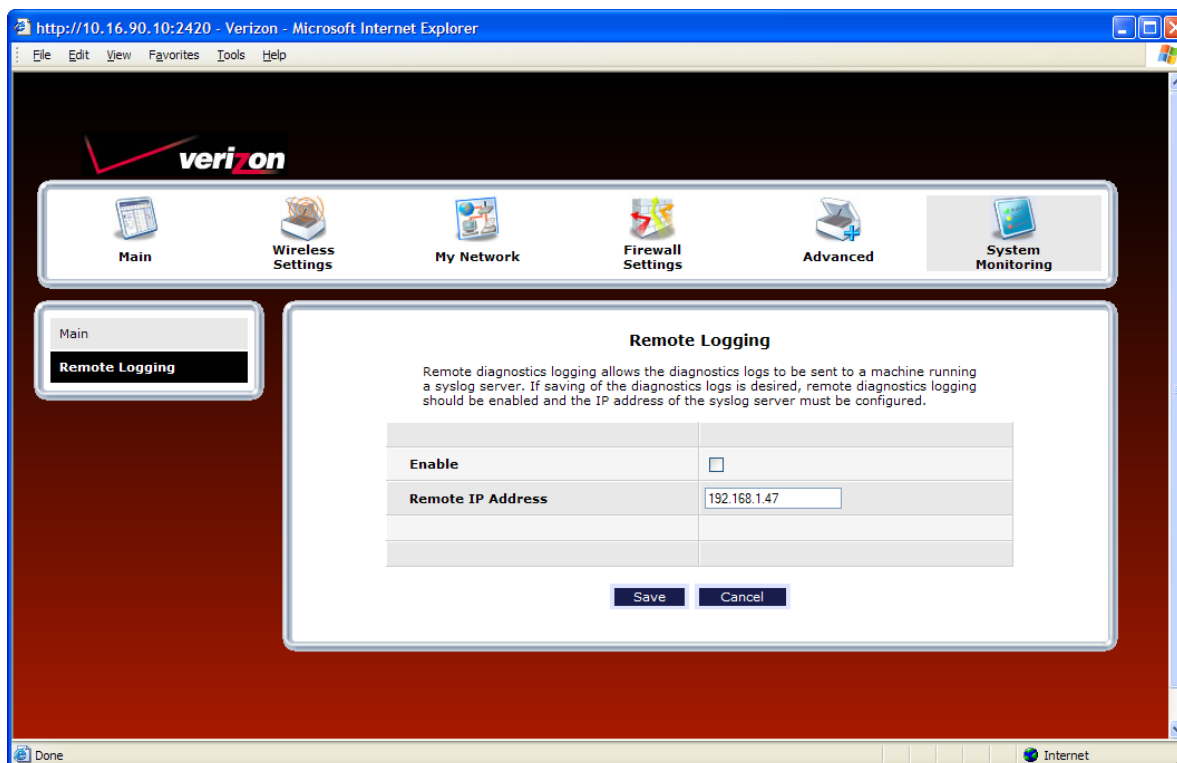 http://10.16.90.10:2420 - Verizon - Microsoft Internet Explorer
File Edit View Favorites Tools Help
verizon
Main
Wireless
Settings
My Network
Firewall
Settings
Advanced
System
Monitoring
Main
Remote Logging
Remote Logging
Remote diagnostics logging allows the diagnostics logs to be sent to a machine running
a syslog server. If saving of the diagnostics logs is desired, remote diagnostics logging
should be enabled and the IP address of the syslog server must be configured.
Enable
Remote IP Address 192.168.1.47
Save Cancel
Done Internet